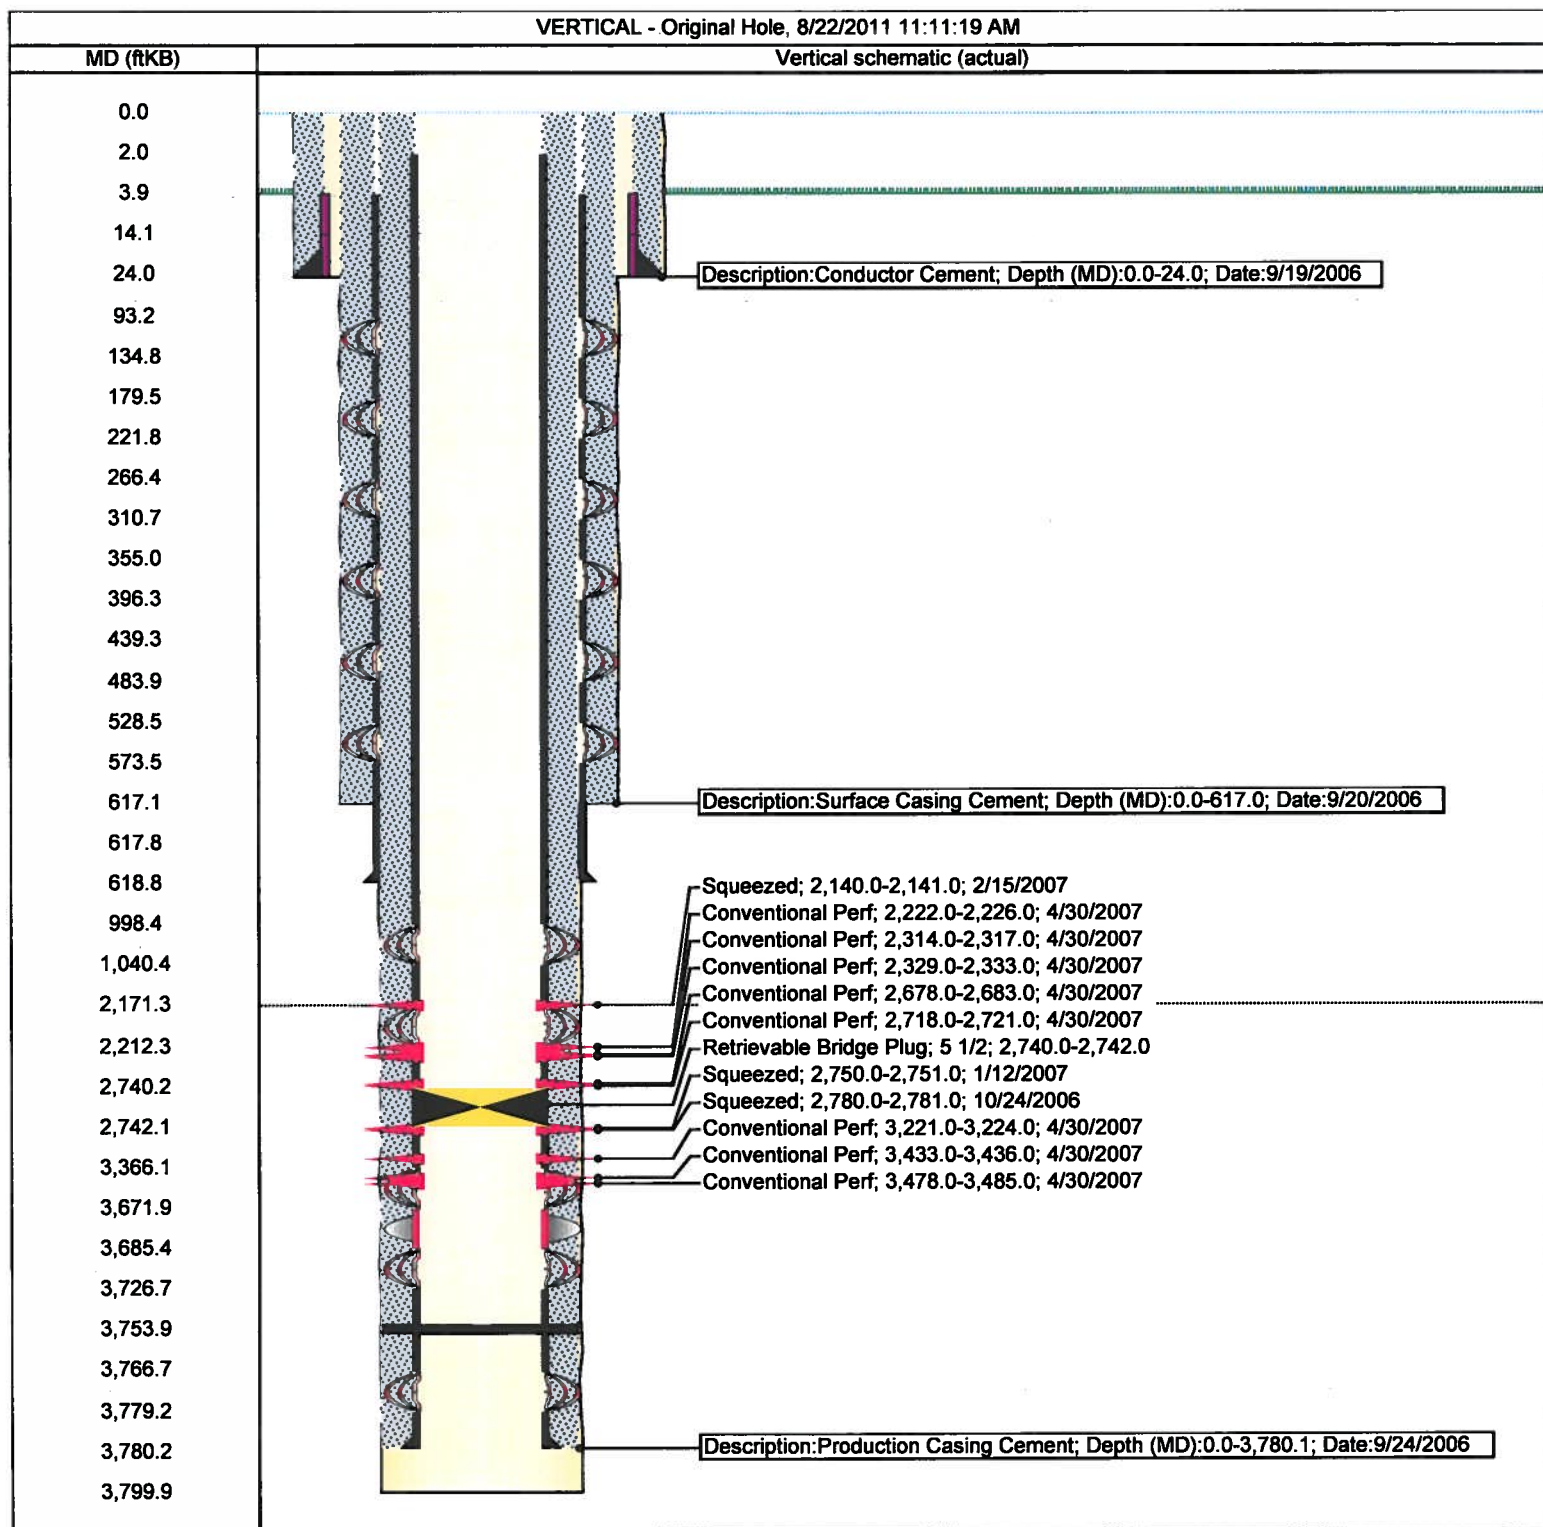 VERTICAL - Original Hole, 8/22/2011 11:11:19 AM
MD (ftKB)
Vertical schematic (actual)
0.0
2.0
3.9
14.1
24.0
Description:Conductor Cement; Depth (MD):0.0-24.0; Date:9/19/2006
93.2
134.8
179.5
221.8
266.4
310.7
355.0
396.3
439.3
483.9
528.5
573.5
617.1
Description:Surface Casing Cement; Depth (MD):0.0-617.0; Date:9/20/2006
617.8
618.8
Squeezed; 2,140.0-2,141.0; 2/15/2007
Conventional Perf; 2,222.0-2,226.0; 4/30/2007
998.4
Conventional Perf; 2,314.0-2,317.0; 4/30/2007
1,040.4
Conventional Perf; 2,329.0-2,333.0; 4/30/2007
Conventional Perf; 2,678.0-2,683.0; 4/30/2007
2,171.3
Conventional Perf; 2,718.0-2,721.0; 4/30/2007
2,212.3
Retrievable Bridge Plug; 5 1/2; 2,740.0-2,742.0
Squeezed; 2,750.0-2,751.0; 1/12/2007
2,740.2
Squeezed; 2,780.0-2,781.0; 10/24/2006
2,742.1
Conventional Perf; 3,221.0-3,224.0; 4/30/2007
Conventional Perf; 3,433.0-3,436.0; 4/30/2007
3,366.1
Conventional Perf; 3,478.0-3,485.0; 4/30/2007
3,671.9
3,685.4
3,726.7
3,753.9
3,766.7
3,779.2
3,780.2
Description:Production Casing Cement; Depth (MD):0.0-3,780.1; Date:9/24/2006
3,799.9